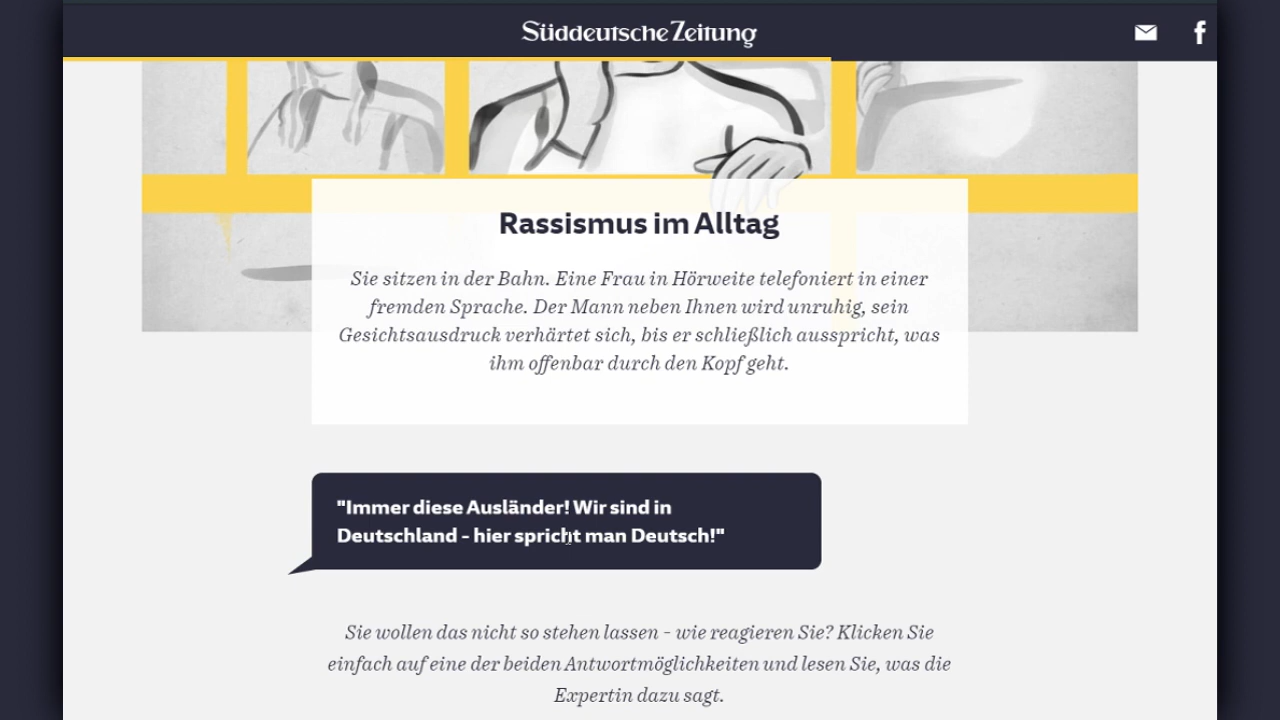 Süddeutsche Zeitung
Rassismus im Alltag
Sie sitzen in der Bahn. Eine Frau in Hörweite telefoniert in einer
fremden Sprache. Der Mann neben Ihnen wird unruhig, sein
Gesichtsausdruck verhärtet sich, bis er schließlich ausspricht, was
ihm offenbar durch den Kopf geht.
"Immer diese Ausländer! Wir sind in
Deutschland - hier spricht man Deutsch!"
Sie wollen das nicht so stehen lassen - wie reagieren Sie? Klicken Sie
einfach auf eine der beiden Antwortmöglichkeiten und lesen Sie, was die
Expertin dazu sagt.